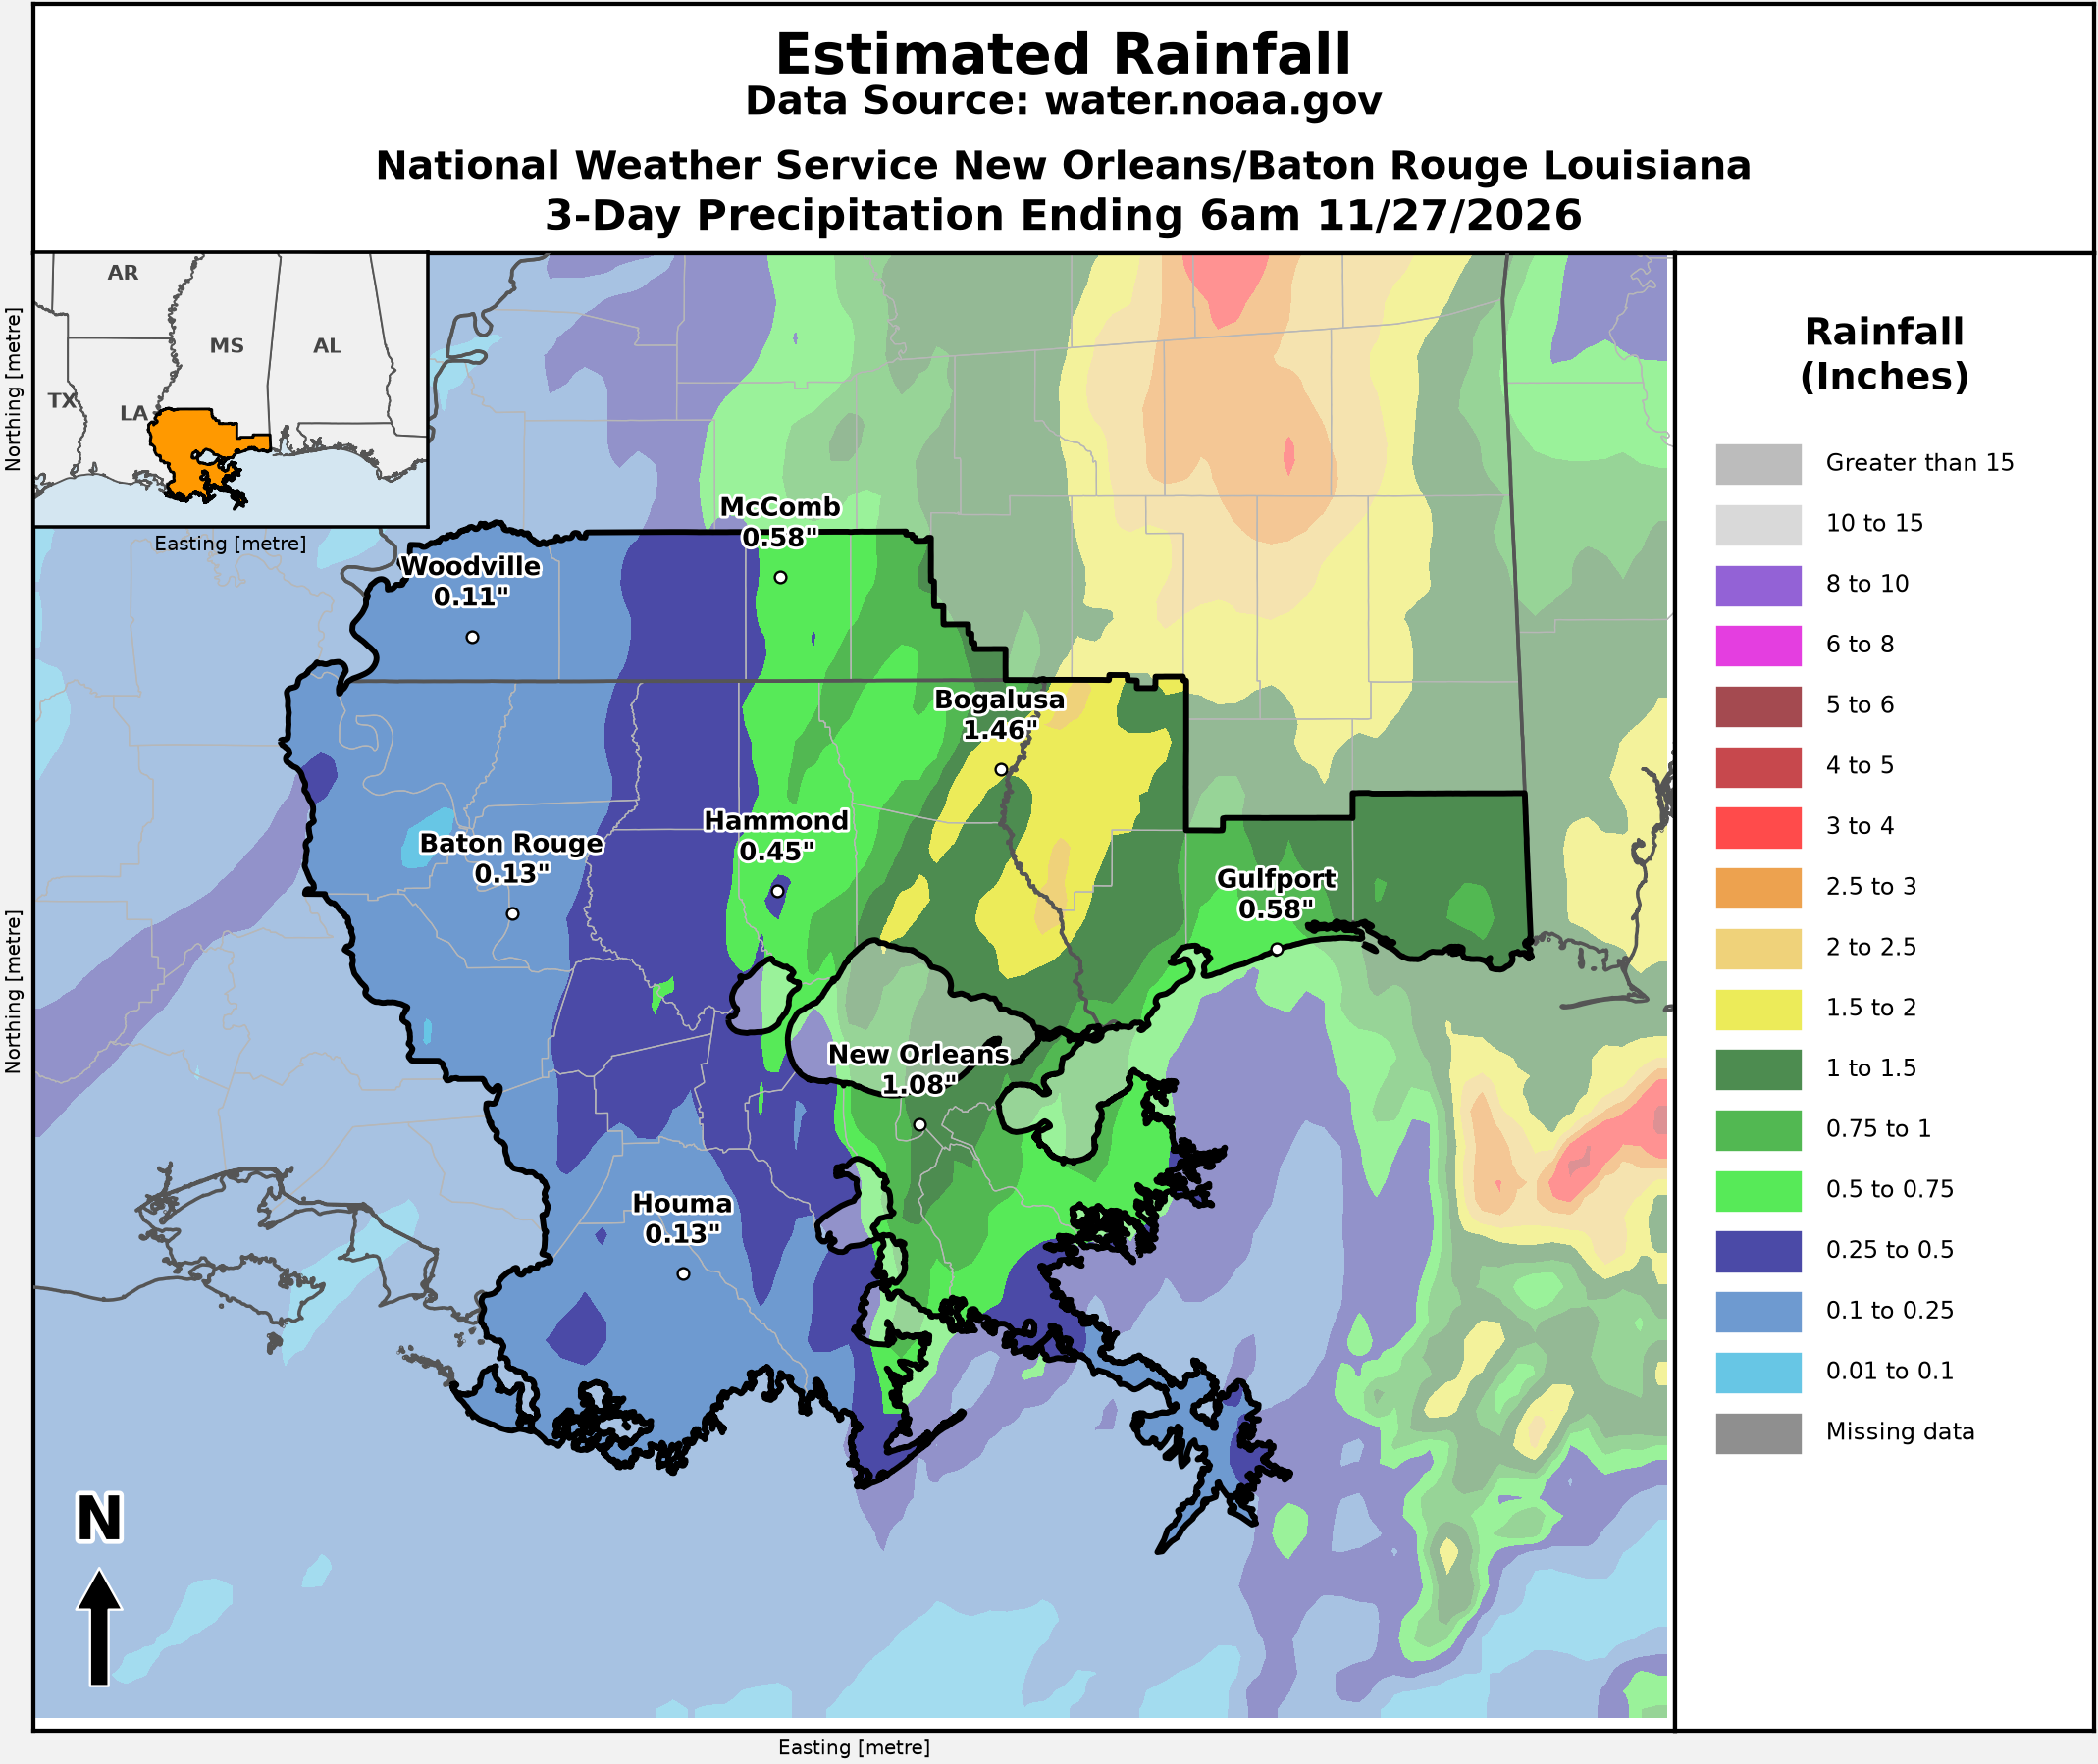 Estimated Rainfall
Data Source: water.noaa.gov
National Weather Service New Orleans/Baton Rouge Louisiana
3-Day Precipitation Ending 6am 11/27/2026
AR
MS
AL
TX
LA
Northing [metre]
Easting [metre]
McComb
0.58"
Woodville
0.11"
Bogalusa
1.46"
Hammond
0.45"
Baton Rouge
0.13"
Gulfport
0.58"
New Orleans
1.08"
Houma
0.13"
Northing [metre]
N
Easting [metre]
Rainfall
(Inches)
Greater than 15
10 to 15
8 to 10
6 to 8
5 to 6
4 to 5
3 to 4
2.5 to 3
2 to 2.5
1.5 to 2
1 to 1.5
0.75 to 1
0.5 to 0.75
0.25 to 0.5
0.1 to 0.25
0.01 to 0.1
Missing data